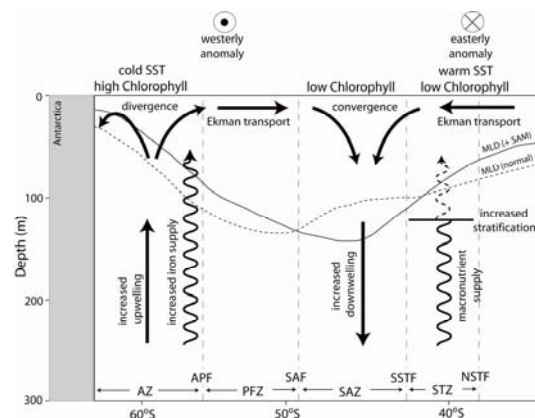 westerly
anomaly
easterly
anomaly
cold SST
high Chlorophyll
low Chlorophyll
warm SST
low Chlorophyll
0
divergence
Ekman transport
convergence
Ekman transport
Antarctica
MLD (+ SAM)
MLD (normal)
100
increased
stratification
Depth (m)
increased
upwelling
increased iron supply
increased
downwelling
macronutrient
supply
200
APF
SAF
SSTF
NSTF
AZ
PFZ
SAZ
STZ
300
60°S
50°S
40°S